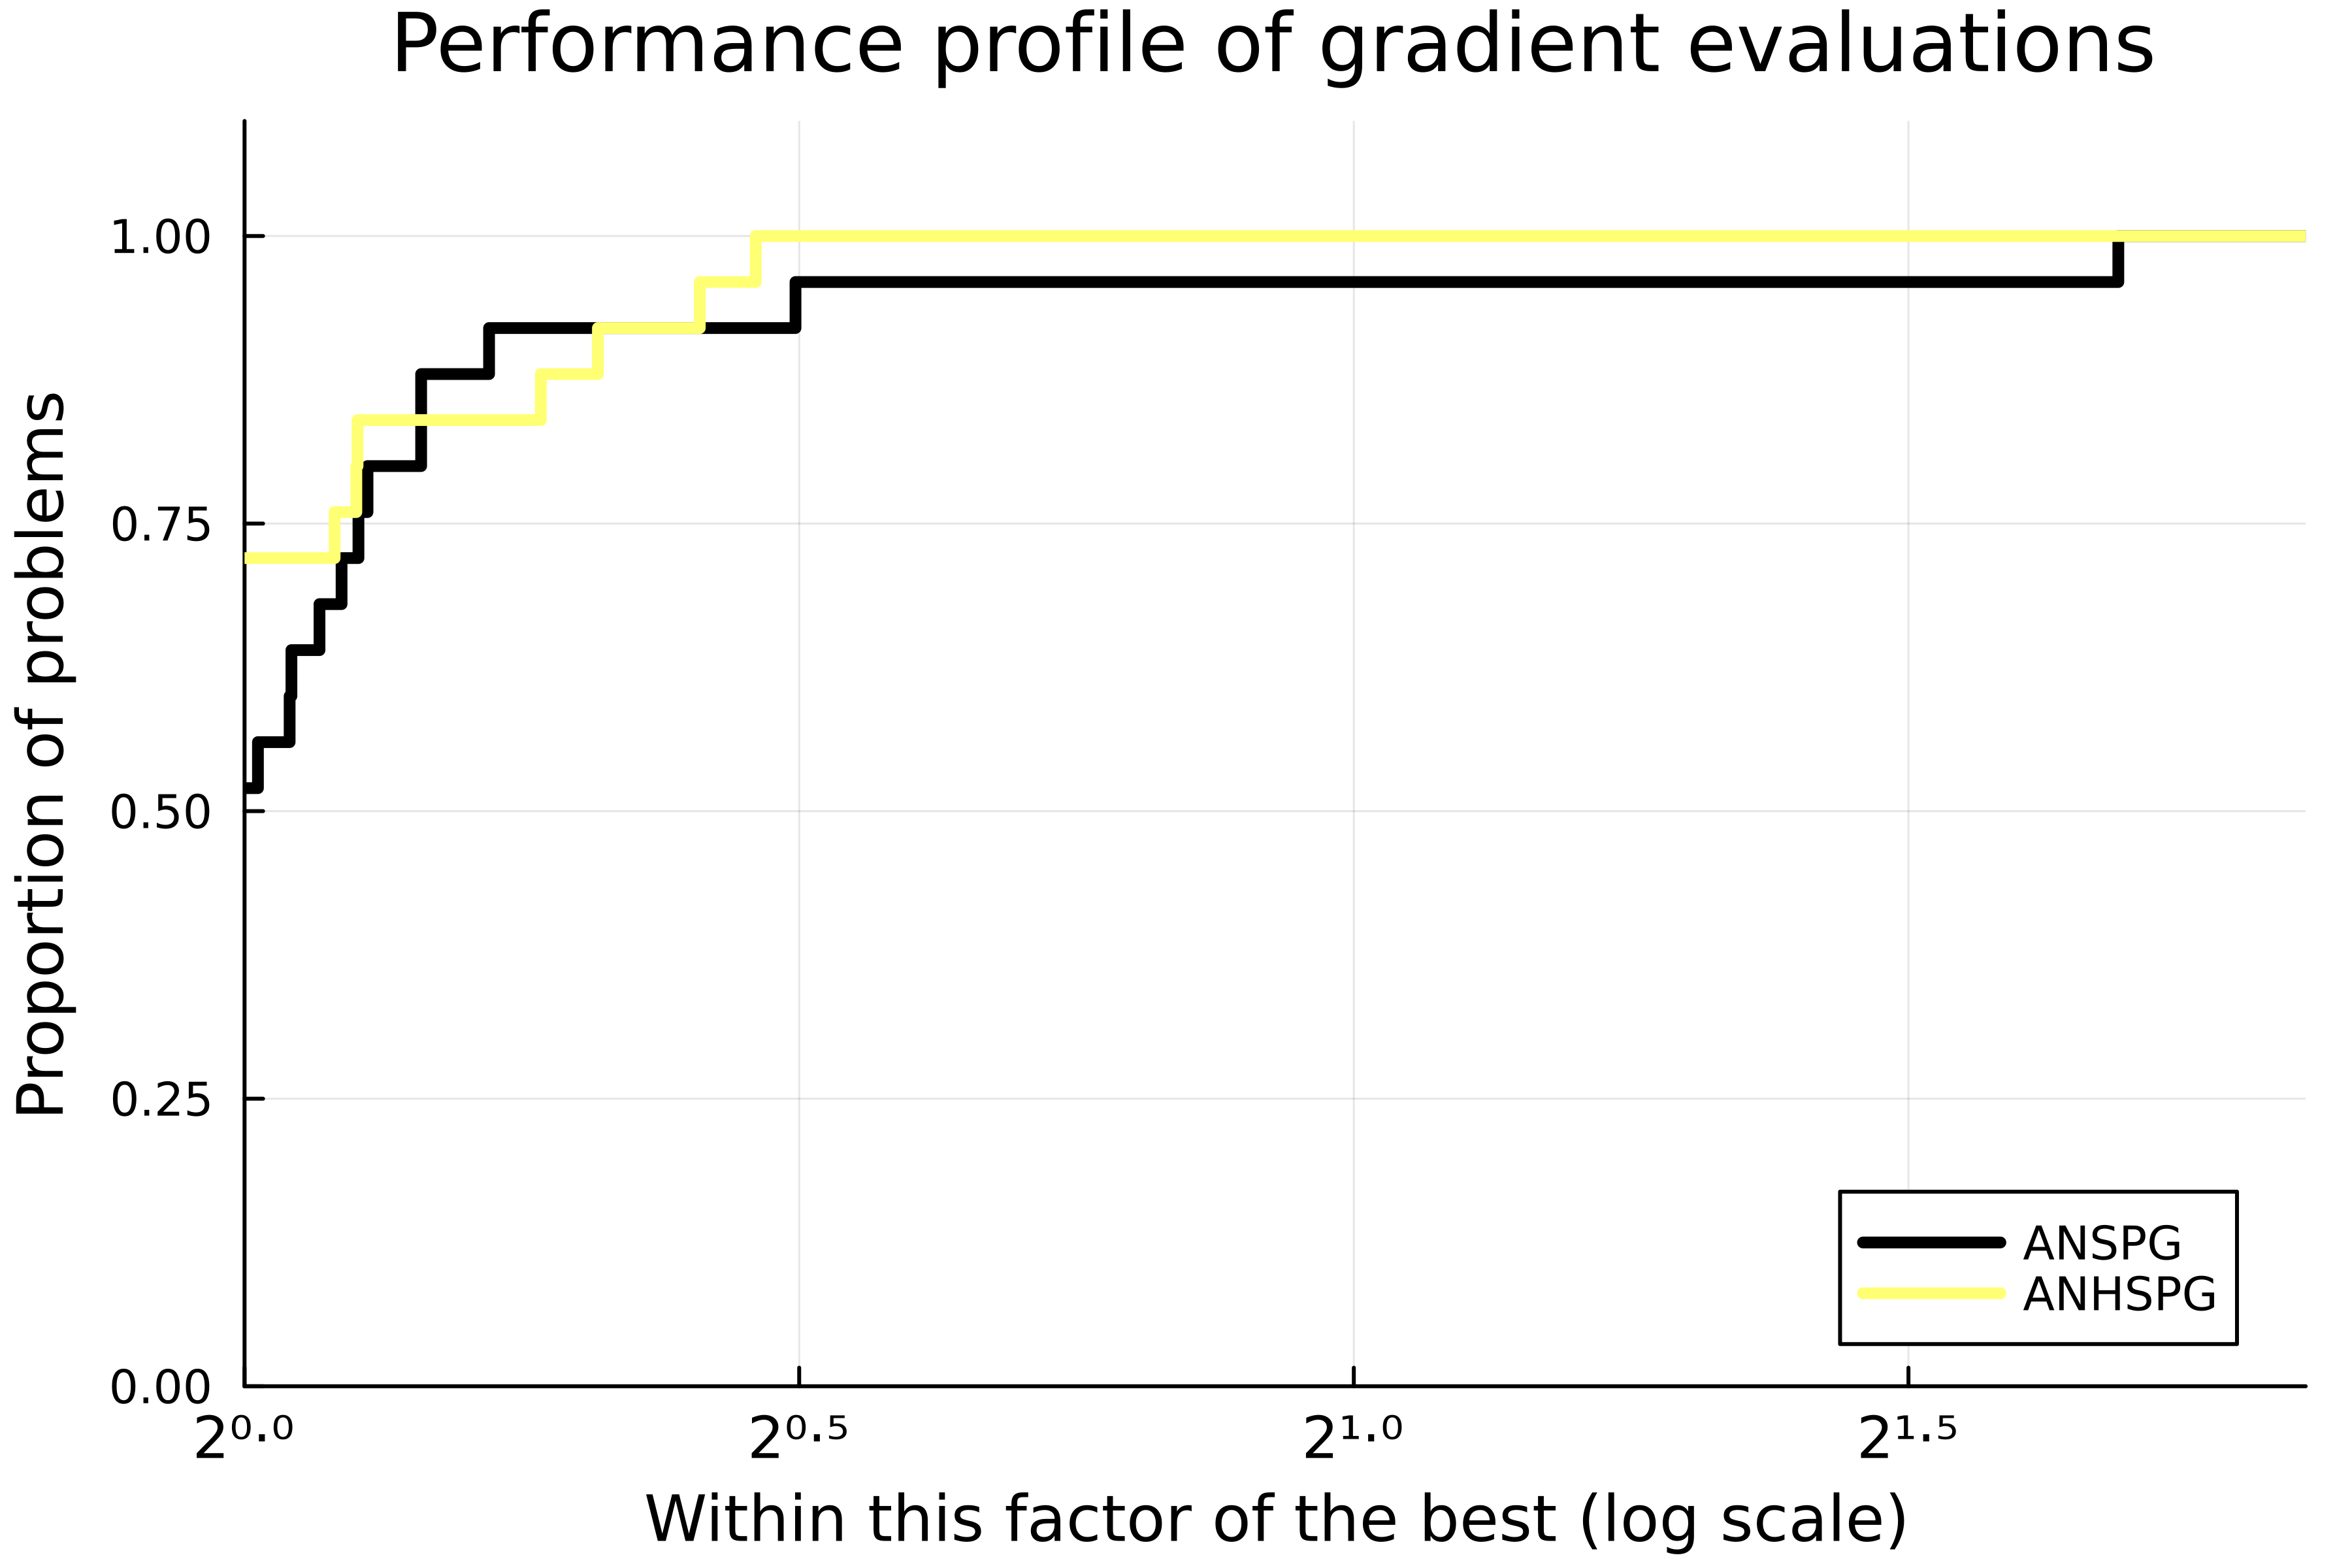 Performance profile of gradient evaluations
Proportion of problems
1.00
0.75
0.50
0.25
0.00
2⁰·⁰
2⁰·⁵
2¹·⁰
2¹·⁵
Within this factor of the best (log scale)
ANSPG
ANHSPG